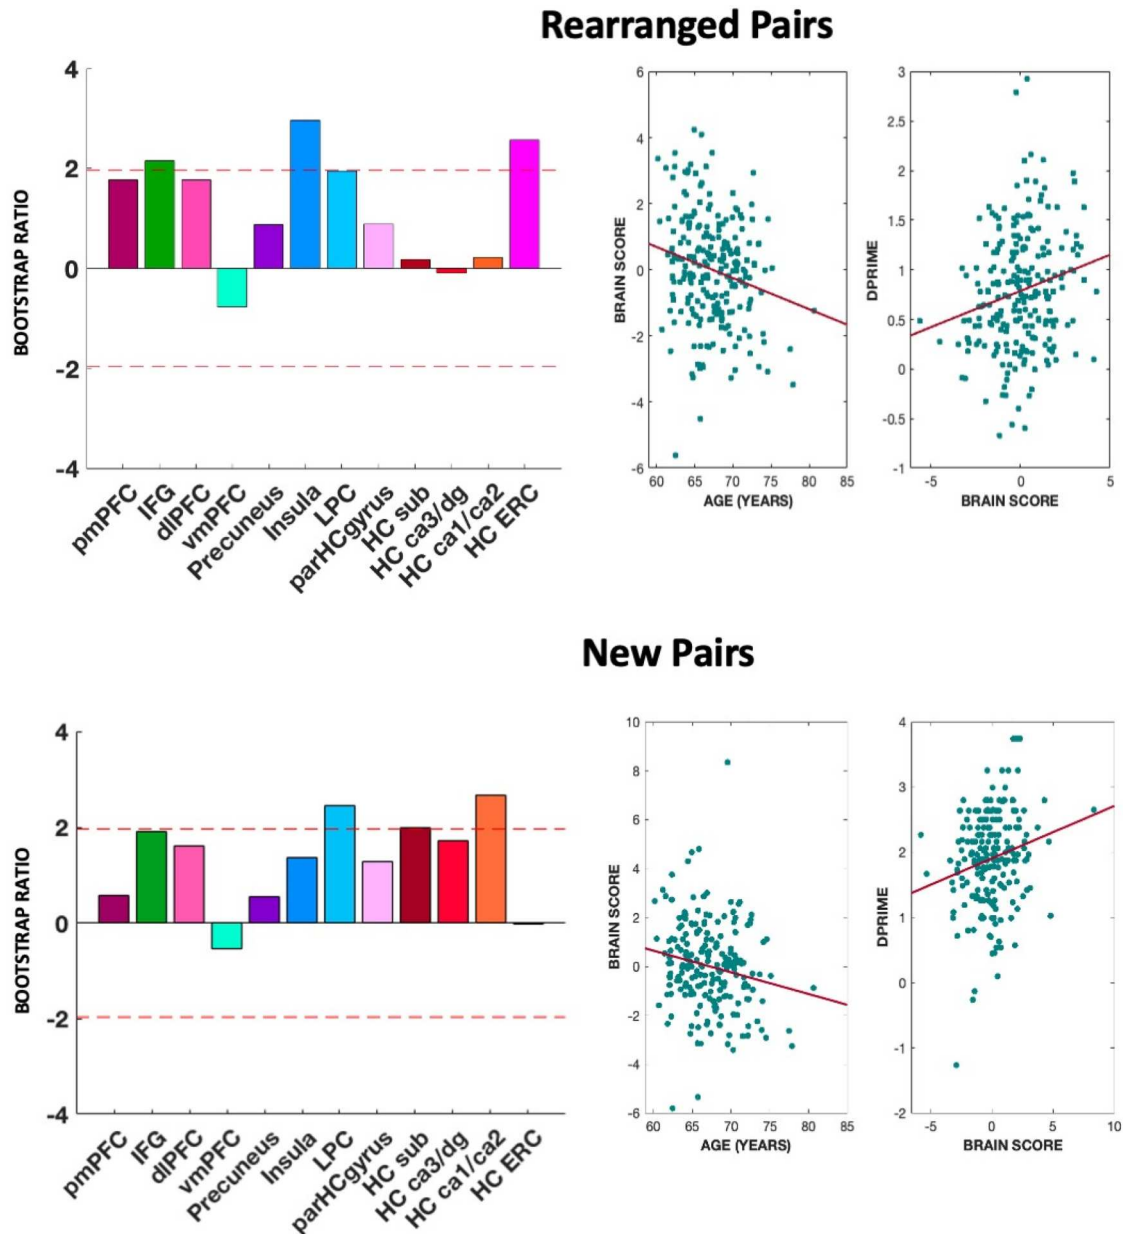 Rearranged Pairs
BOOTSTRAP RATIO
4
2
0
-2
-4
pmPFC
IFG
dlPFC
vmPFC
Precuneus
Insula
LPC
parHCgyrus
HC sub
HC ca3/dg
HC ca1/ca2
HC ERC
BRAIN SCORE
6
4
2
0
-2
-4
-6
60 65 70 75 80 85
AGE (YEARS)
DPRIME
3
2.5
2
1.5
1
0.5
0
-0.5
-1
-5 0 5
BRAIN SCORE
New Pairs
BOOTSTRAP RATIO
4
2
0
-2
-4
pmPFC
IFG
dlPFC
vmPFC
Precuneus
Insula
LPC
parHCgyrus
HC sub
HC ca3/dg
HC ca1/ca2
HC ERC
BRAIN SCORE
10
8
6
4
2
0
-2
-4
-6
60 65 70 75 80 85
AGE (YEARS)
DPRIME
4
3
2
1
0
-1
-2
-5 0 5 10
BRAIN SCORE